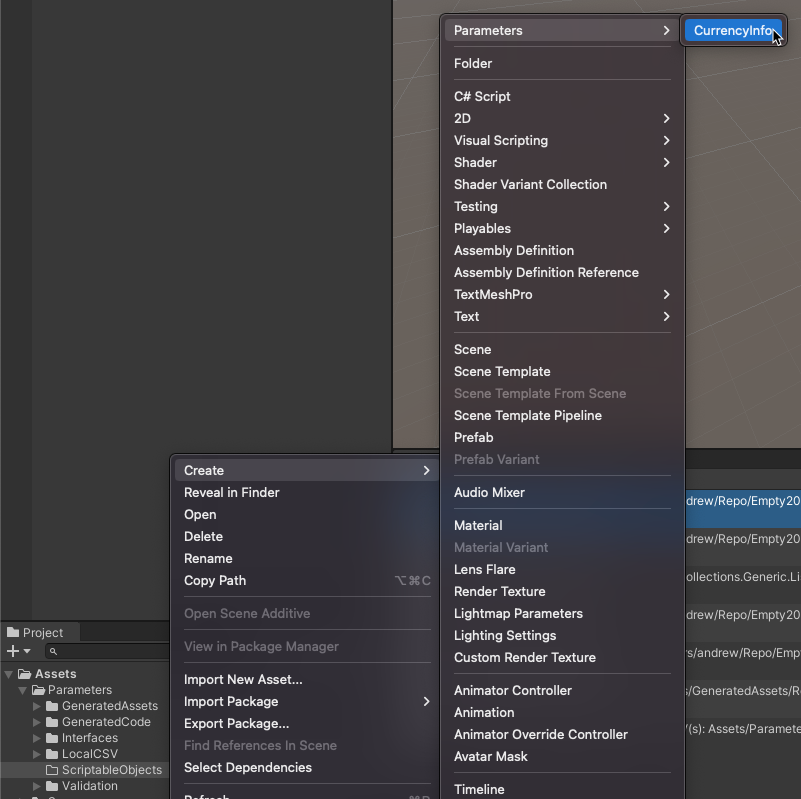 Parameters
CurrencyInfo
Folder
C# Script
2D
Visual Scripting
Shader
Shader Variant Collection
Testing
Playables
Assembly Definition
Assembly Definition Reference
TextMeshPro
Text
Scene
Scene Template
Scene Template From Scene
Scene Template Pipeline
Prefab
Prefab Variant
Audio Mixer
Material
Material Variant
Lens Flare
Render Texture
Lightmap Parameters
Lighting Settings
Custom Render Texture
Animator Controller
Animation
Animator Override Controller
Avatar Mask
Timeline
Create
Reveal in Finder
Open
Delete
Rename
Copy Path ⌥⌘C
Open Scene Additive
View in Package Manager
Import New Asset...
Import Package
Export Package...
Find References In Scene
Select Dependencies
Project
Assets
Parameters
GeneratedAssets
GeneratedCode
Interfaces
LocalCSV
ScriptableObjects
Validation
drew/Repo/Empty20
drew/Repo/Empty20
ollections.Generic.Li
drew/Repo/Empty20
rs/andrew/Repo/Emp
s/GeneratedAssets/R
(s): Assets/Paramete